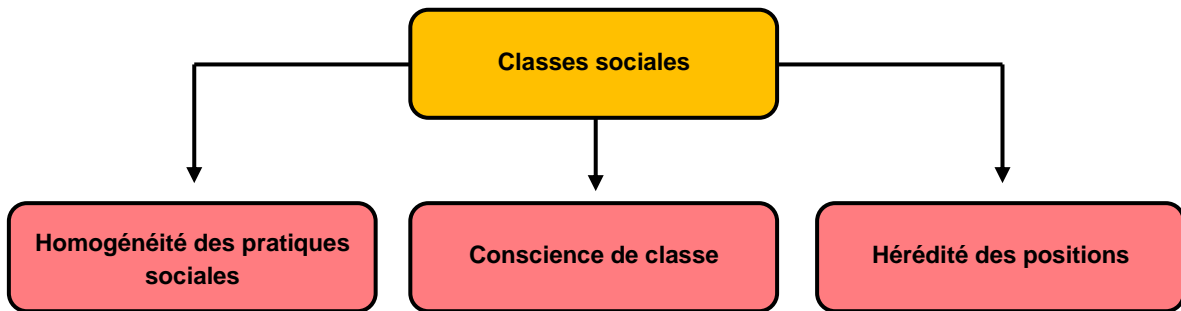 Classes sociales
Homogénéité des pratiques
sociales
Conscience de classe
Hérédité des positions